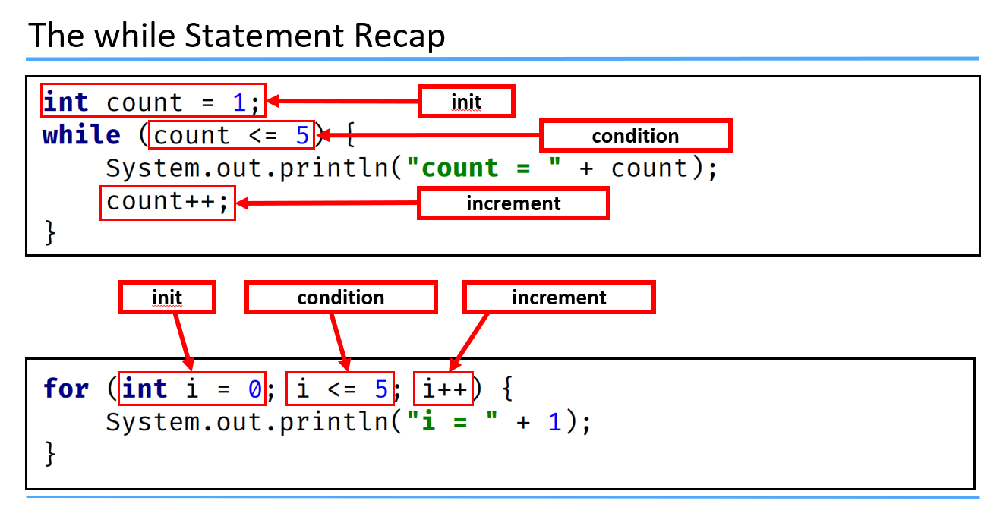 The while Statement Recap
int count = 1;
init
while (count <= 5) {
condition
System.out.println("count = " + count);
count++;
increment
}
init
condition
increment
for (int i = 0; i <= 5; i++) {
System.out.println("i = " + 1);
}